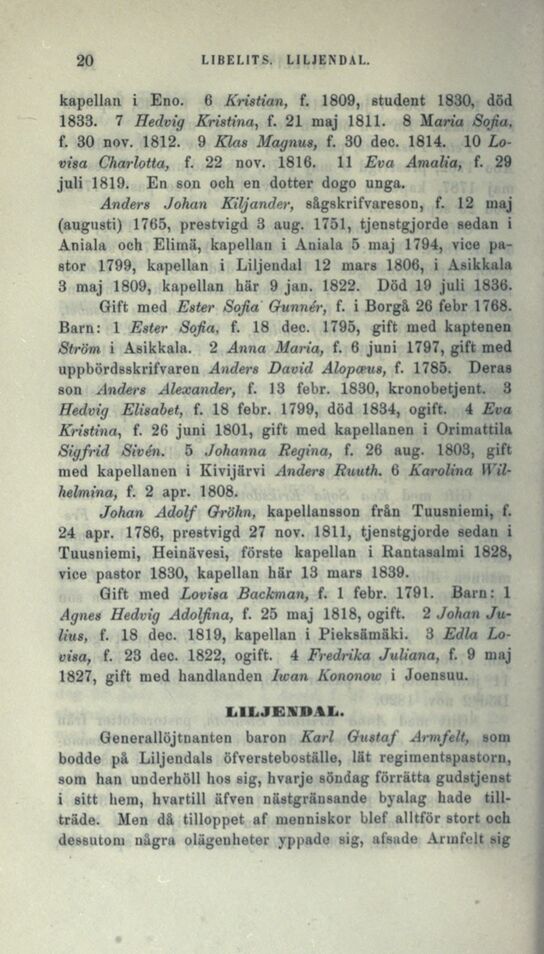 20 LIBELITS. LILJENDAL.
kapellan i Eno. 6 Kristian, f. 1809, student 1830, död
1833. 7 Hedvig Kristina, f. 21 maj 1811. 8 Maria Sofia,
f. 30 nov. 1812. 9 Klas Magnus, f. 30 dec. 1814. 10 Lo-
visa Charlotta, f. 22 nov. 1816. 11 Eva Amalia, f. 29
juli 1819. En son och en dotter dogo unga.
Anders Johan Kiljander, sågskrifvareson, f. 12 maj
(augusti) 1765, prestvigd 3 aug. 1751, tjenstgjorde sedan i
Aniala och Elimä, kapellan i Aniala 5 maj 1794, vice pa-
stor 1799, kapellan i Liljendal 12 mars 1806, i Asikkala
3 maj 1809, kapellan här 9 jan. 1822. Död 19 juli 1836.
Gift med Ester Sofia Gunnér, f. i Borgå 26 febr 1768.
Barn: 1 Ester Sofia, f. 18 dec. 1795, gift med kaptenen
Ström i Asikkala. 2 Anna Maria, f. 6 juni 1797, gift med
uppbördsskrifvaren Anders David Alopæus, f. 1785. Deras
son Anders Alexander, f. 13 febr. 1830, kronobetjent. 3
Hedvig Elisabet, f. 18 febr. 1799, död 1834, ogift. 4 Eva
Kristina, f. 26 juni 1801, gift med kapellanen i Orimattila
Sigfrid Sivén. 5 Johanna Regina, f. 26 aug. 1803, gift
med kapellanen i Kivijärvi Anders Ruuth. 6 Karolina Wil-
helmina, f. 2 apr. 1808.
Johan Adolf Gröhn, kapellansson från Tuusniemi, f.
24 apr. 1786, prestvigd 27 nov. 1811, tjenstgjorde sedan i
Tuusniemi, Heinävesi, förste kapellan i Rantasalmi 1828,
vice pastor 1830, kapellan här 13 mars 1839.
Gift med Lovisa Backman, f. 1 febr. 1791. Barn: 1
Agnes Hedvig Adolfina, f. 25 maj 1818, ogift. 2 Johan Ju-
lius, f. 18 dec. 1819, kapellan i Pieksämäki. 3 Edla Lo-
visa, f. 23 dec. 1822, ogift. 4 Fredrika Juliana, f. 9 maj
1827, gift med handlanden Iwan Kononow i Joensuu.
LILJENDAL.
Generallöjtnanten baron Karl Gustaf Armfelt, som
bodde på Liljendals öfversteboställe, lät regimentspastorn,
som han underhöll hos sig, hvarje söndag förrätta gudstjenst
i sitt hem, hvartill äfven nästgränsande byalag hade till-
träde. Men då tilloppet af menniskor blef alltför stort och
dessutom några olägenheter yppade sig, afsade Armfelt sig